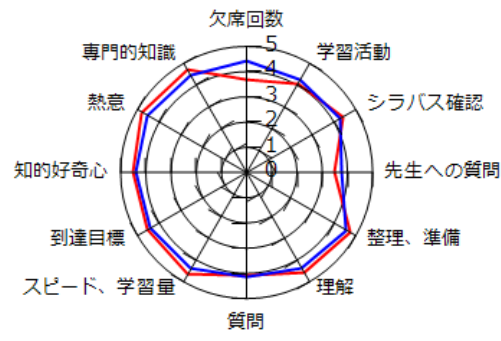 欠席回数
学習活動
シラバス確認
先生への質問
整理、準備
理解
質問
スピード、学習量
到達目標
知的好奇心
熱意
専門的知識
5
4
3
2
1
0